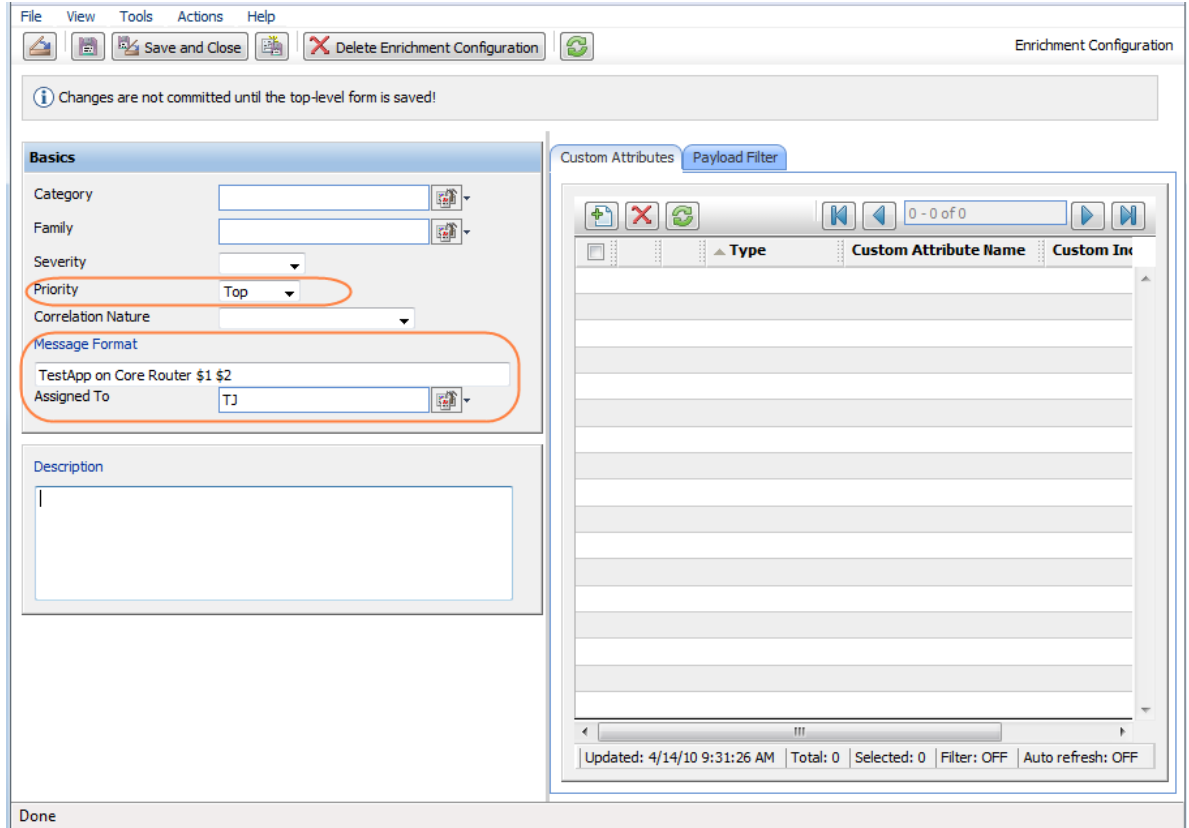 File View Tools Actions Help
Save and Close Delete Enrichment Configuration Enrichment Configuration
Changes are not committed until the top-level form is saved!
Basics
Category
Family
Severity
Priority Top
Correlation Nature
Message Format
TestApp on Core Router $1 $2
Assigned To TJ
Description
Custom Attributes Payload Filter
0 - 0 of 0
Type Custom Attribute Name Custom Inc
Updated: 4/14/10 9:31:26 AM Total: 0 Selected: 0 Filter: OFF Auto refresh: OFF
Done